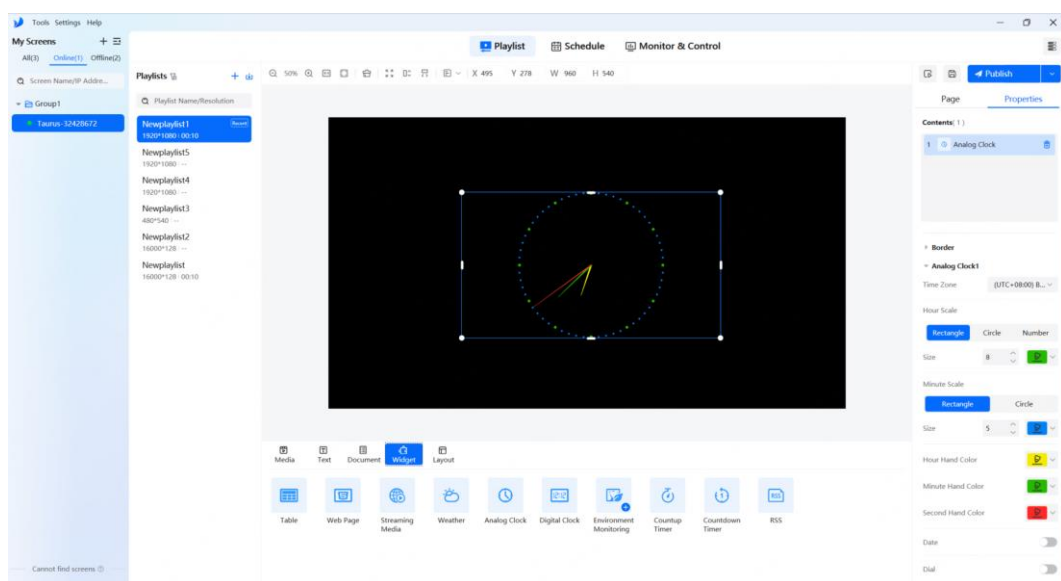 Tools Settings Help
My Screens
All(3) Online(1) Offline(2)
Screen Name/IP Addre...
Group1
Taurus-32428672
Cannot find screens
Playlist Schedule Monitor & Control
Playlists
Playlist Name/Resolution
Newplaylist1 Recent
1920*1080 00:10
Newplaylist5
1920*1080 --
Newplaylist4
1920*1080 --
Newplaylist3
480*540 --
Newplaylist2
16000*128 --
Newplaylist
16000*128 00:10
50% X 495 Y 278 W 960 H 540
Media Text Document Widget Layout
Table Web Page Streaming Media Weather Analog Clock Digital Clock Environment Monitoring Countup Timer Countdown Timer RSS
Publish
Page Properties
Contents( 1 )
1 Analog Clock
Border
Analog Clock1
Time Zone (UTC+08:00) B...
Hour Scale
Rectangle Circle Number
Size 8
Minute Scale
Rectangle Circle
Size 5
Hour Hand Color
Minute Hand Color
Second Hand Color
Date
Dial